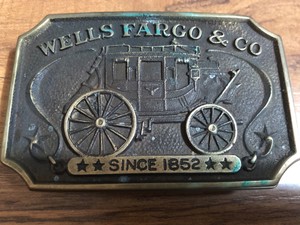 WELLS FARGO & CO
★★ SINCE 1852 ★★